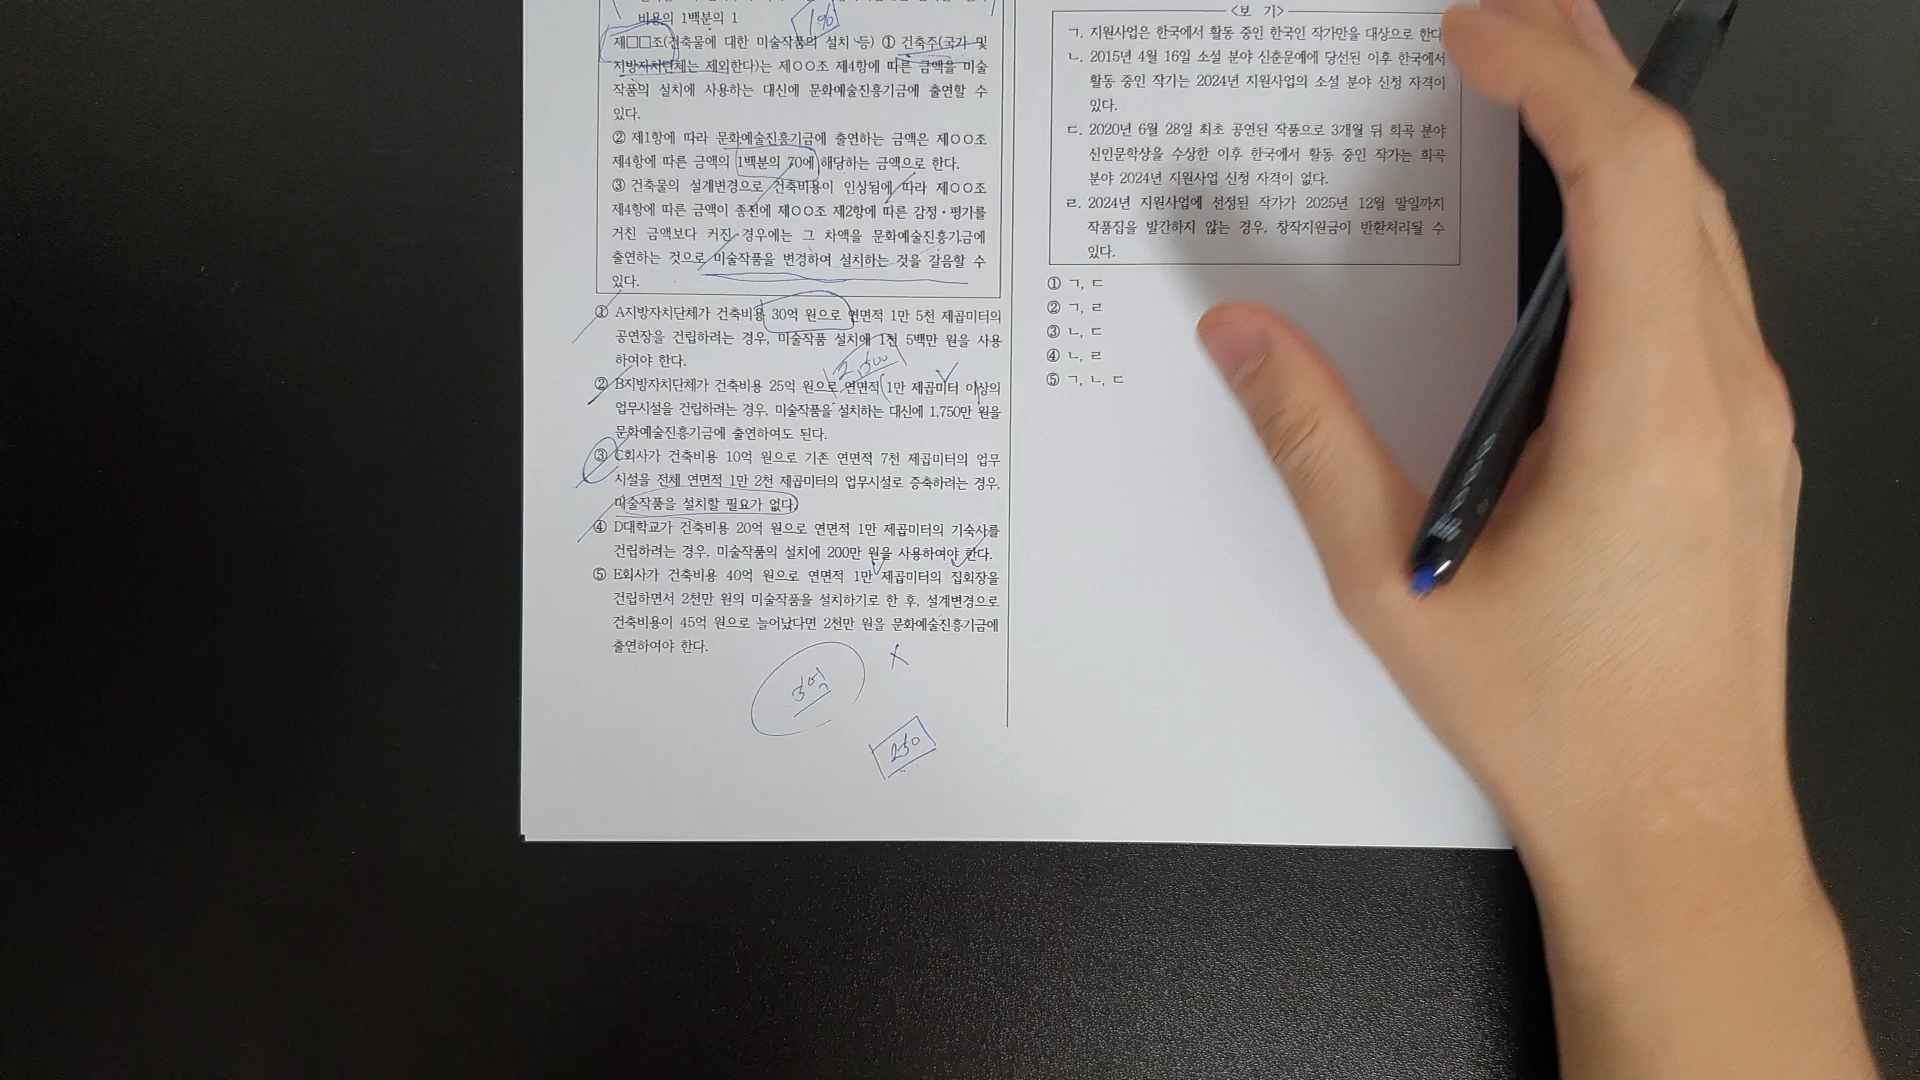 비용의 1백분의 1
1%
제□□조(건축물에 대한 미술작품의 설치 등) ① 건축주(국가 및
지방자치단체는 제외한다)는 제○○조 제4항에 따른 금액을 미술
작품의 설치에 사용하는 대신에 문화예술진흥기금에 출연할 수
있다.
② 제1항에 따라 문화예술진흥기금에 출연하는 금액은 제○○조
제4항에 따른 금액의 1백분의 70에 해당하는 금액으로 한다.
③ 건축물의 설계변경으로 건축비용이 인상됨에 따라 제○○조
제4항에 따른 금액이 종전에 제○○조 제2항에 따른 감정·평가를
거친 금액보다 커진 경우에는 그 차액을 문화예술진흥기금에
출연하는 것으로 미술작품을 변경하여 설치하는 것을 갈음할 수
있다.
① A지방자치단체가 건축비용 30억 원으로 연면적 1만 5천 제곱미터의
공연장을 건립하려는 경우, 미술작품 설치에 1천 5백만 원을 사용
하여야 한다.
2,500
② B지방자치단체가 건축비용 25억 원으로 연면적 1만 제곱미터 이상의
업무시설을 건립하려는 경우, 미술작품을 설치하는 대신에 1,750만 원을
문화예술진흥기금에 출연하여도 된다.
③ C회사가 건축비용 10억 원으로 기존 연면적 7천 제곱미터의 업무
시설을 전체 연면적 1만 2천 제곱미터의 업무시설로 증축하려는 경우,
미술작품을 설치할 필요가 없다.
④ D대학교가 건축비용 20억 원으로 연면적 1만 제곱미터의 기숙사를
건립하려는 경우, 미술작품의 설치에 200만 원을 사용하여야 한다.
⑤ E회사가 건축비용 40억 원으로 연면적 1만 제곱미터의 집회장을
건립하면서 2천만 원의 미술작품을 설치하기로 한 후, 설계변경으로
건축비용이 45억 원으로 늘어났다면 2천만 원을 문화예술진흥기금에
출연하여야 한다.
3억
250
<보 기>
ㄱ. 지원사업은 한국에서 활동 중인 한국인 작가만을 대상으로 한다
ㄴ. 2015년 4월 16일 소설 분야 신춘문예에 당선된 이후 한국에서
활동 중인 작가는 2024년 지원사업의 소설 분야 신청 자격이
있다.
ㄷ. 2020년 6월 28일 최초 공연된 작품으로 3개월 뒤 희곡 분야
신인문학상을 수상한 이후 한국에서 활동 중인 작가는 희곡
분야 2024년 지원사업 신청 자격이 없다.
ㄹ. 2024년 지원사업에 선정된 작가가 2025년 12월 말일까지
작품집을 발간하지 않는 경우, 창작지원금이 반환처리될 수
있다.
① ㄱ, ㄷ
② ㄱ, ㄹ
③ ㄴ, ㄷ
④ ㄴ, ㄹ
⑤ ㄱ, ㄴ, ㄷ